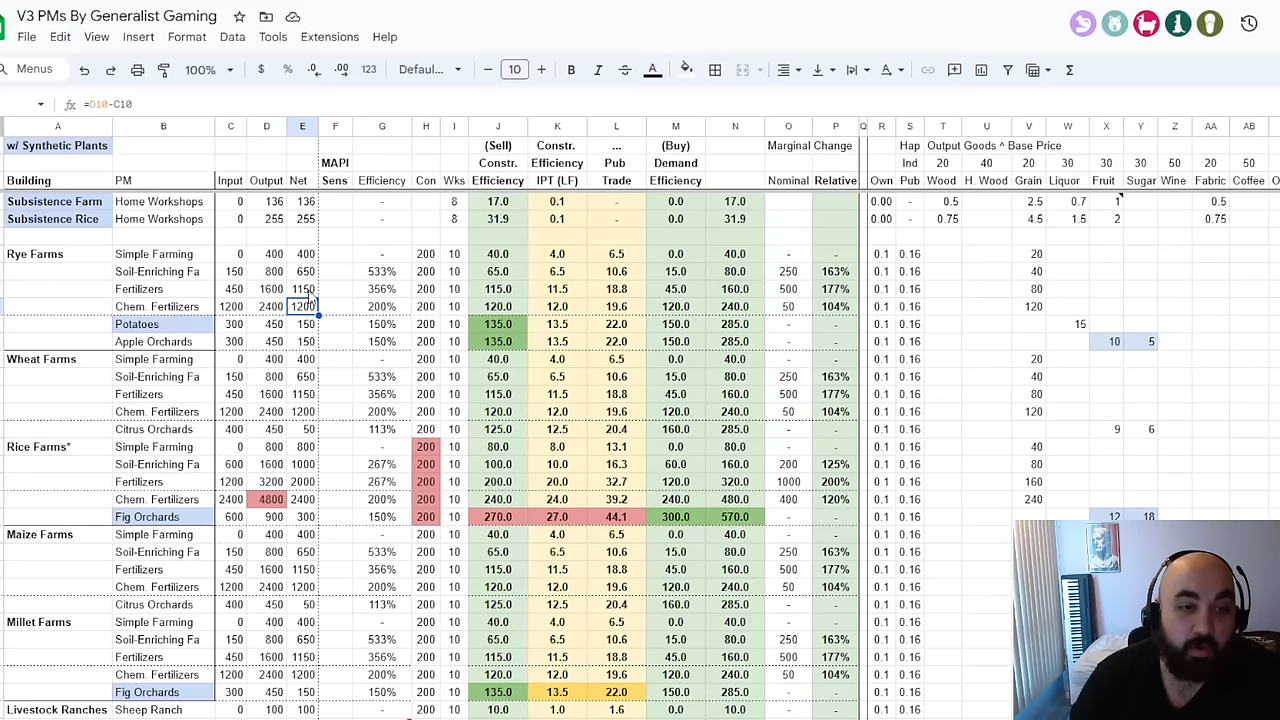 V3 PMs By Generalist Gaming
File Edit View Insert Format Data Tools Extensions Help
Menus 100% $ % .0 .00 123 Defaul... 10 B I A Σ
fx =D10-C10
A B C D E F G H I J K L M N O P Q R S T U V W X Y Z AA AB
w/ Synthetic Plants (Sell) Constr. ... (Buy) Marginal Change Hap Output Goods ^ Base Price
MAPI Constr. Efficiency Pub Demand Ind 20 40 20 30 30 30 50 20 50
Building PM Input Output Net Sens Efficiency Con Wks Efficiency IPT (LF) Trade Efficiency Nominal Relative Own Pub Wood H. Wood Grain Liquor Fruit Sugar Wine Fabric Coffee O
Subsistence Farm Home Workshops 0 136 136 - 8 17.0 0.1 - 0.0 17.0 0.00 - 0.5 2.5 0.7 1 0.5
Subsistence Rice Home Workshops 0 255 255 - 8 31.9 0.1 - 0.0 31.9 0.00 - 0.75 4.5 1.5 2 0.75
Rye Farms Simple Farming 0 400 400 - 200 10 40.0 4.0 6.5 0.0 40.0 - - 0.1 0.16 20
Soil-Enriching Fa 150 800 650 533% 200 10 65.0 6.5 10.6 15.0 80.0 250 163% 0.1 0.16 40
Fertilizers 450 1600 1150 356% 200 10 115.0 11.5 18.8 45.0 160.0 500 177% 0.1 0.16 80
Chem. Fertilizers 1200 2400 1200 200% 200 10 120.0 12.0 19.6 120.0 240.0 50 104% 0.1 0.16 120
Potatoes 300 450 150 150% 200 10 135.0 13.5 22.0 150.0 285.0 - - 0.1 0.16 15
Apple Orchards 300 450 150 150% 200 10 135.0 13.5 22.0 150.0 285.0 - - 0.1 0.16 10 5
Wheat Farms Simple Farming 0 400 400 - 200 10 40.0 4.0 6.5 0.0 40.0 - - 0.1 0.16 20
Soil-Enriching Fa 150 800 650 533% 200 10 65.0 6.5 10.6 15.0 80.0 250 163% 0.1 0.16 40
Fertilizers 450 1600 1150 356% 200 10 115.0 11.5 18.8 45.0 160.0 500 177% 0.1 0.16 80
Chem. Fertilizers 1200 2400 1200 200% 200 10 120.0 12.0 19.6 120.0 240.0 50 104% 0.1 0.16 120
Citrus Orchards 400 450 50 113% 200 10 125.0 12.5 20.4 160.0 285.0 - - 0.1 0.16 9 6
Rice Farms* Simple Farming 0 800 800 - 200 10 80.0 8.0 13.1 0.0 80.0 - - 0.1 0.16 40
Soil-Enriching Fa 600 1600 1000 267% 200 10 100.0 10.0 16.3 60.0 160.0 200 125% 0.1 0.16 80
Fertilizers 1200 3200 2000 267% 200 10 200.0 20.0 32.7 120.0 320.0 1000 200% 0.1 0.16 160
Chem. Fertilizers 2400 4800 2400 200% 200 10 240.0 24.0 39.2 240.0 480.0 400 120% 0.1 0.16 240
Fig Orchards 600 900 300 150% 200 10 270.0 27.0 44.1 300.0 570.0 - - 0.1 0.16 12 18
Maize Farms Simple Farming 0 400 400 - 200 10 40.0 4.0 6.5 0.0 40.0 - - 0.1 0.16
Soil-Enriching Fa 150 800 650 533% 200 10 65.0 6.5 10.6 15.0 80.0 250 163% 0.1 0.16
Fertilizers 450 1600 1150 356% 200 10 115.0 11.5 18.8 45.0 160.0 500 177% 0.1 0.16
Chem. Fertilizers 1200 2400 1200 200% 200 10 120.0 12.0 19.6 120.0 240.0 50 104% 0.1 0.16
Citrus Orchards 400 450 50 113% 200 10 125.0 12.5 20.4 160.0 285.0 - - 0.1 0.16
Millet Farms Simple Farming 0 400 400 - 200 10 40.0 4.0 6.5 0.0 40.0 - - 0.1 0.16
Soil-Enriching Fa 150 800 650 533% 200 10 65.0 6.5 10.6 15.0 80.0 250 163% 0.1 0.16
Fertilizers 450 1600 1150 356% 200 10 115.0 11.5 18.8 45.0 160.0 500 177% 0.1 0.16
Chem. Fertilizers 1200 2400 1200 200% 200 10 120.0 12.0 19.6 120.0 240.0 50 104% 0.1 0.16
Fig Orchards 300 450 150 150% 200 10 135.0 13.5 22.0 150.0 285.0 - - 0.1 0.16
Livestock Ranches Sheep Ranch 0 100 100 - 200 10 10.0 1.0 1.6 0.0 10.0 - - 0.1 0.16